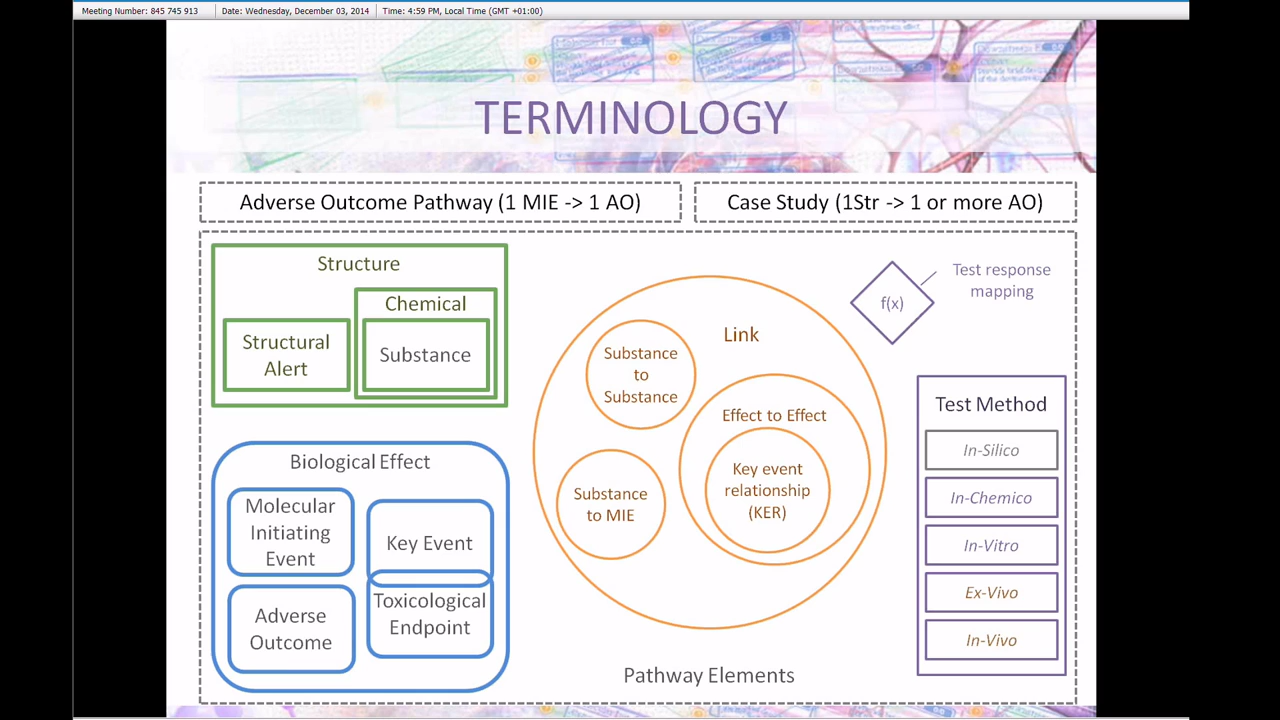 Meeting Number: 845 745 913
Date: Wednesday, December 03, 2014
Time: 4:59 PM, Local Time (GMT +01:00)
TERMINOLOGY
Adverse Outcome Pathway (1 MIE -> 1 AO)
Case Study (1Str -> 1 or more AO)
Structure
Chemical
Structural
Alert
Substance
Biological Effect
Molecular
Initiating
Event
Key Event
Adverse
Outcome
Toxicological
Endpoint
Link
Substance
to
Substance
Effect to Effect
Key event
relationship
(KER)
Substance
to MIE
f(x)
Test response
mapping
Test Method
In-Silico
In-Chemico
In-Vitro
Ex-Vivo
In-Vivo
Pathway Elements